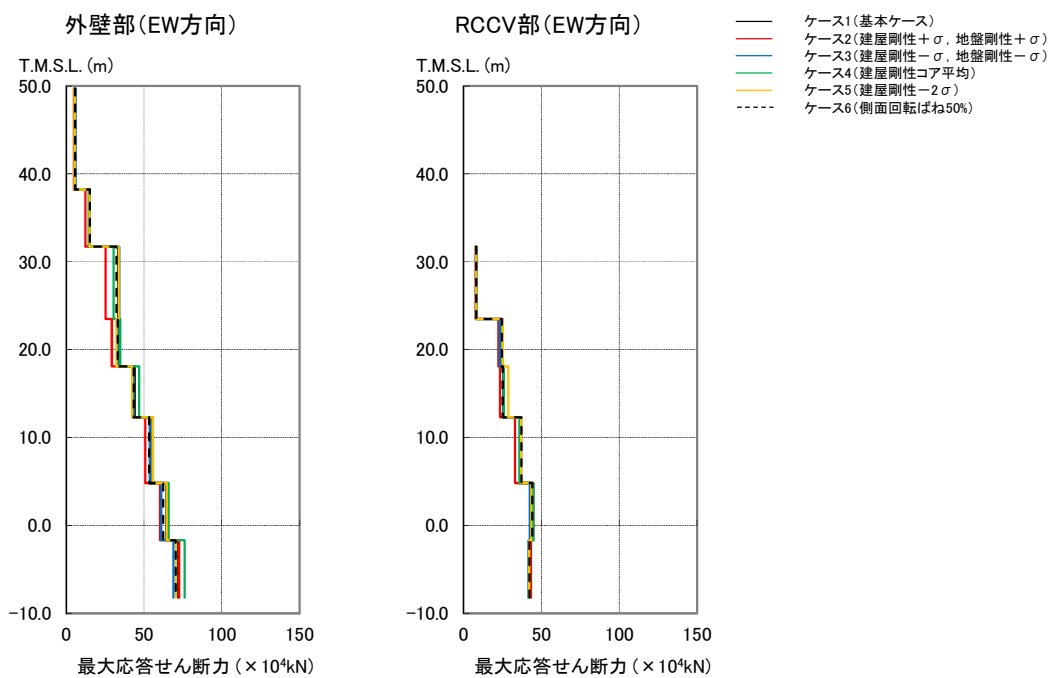 外壁部(EW方向)
T.M.S.L. (m)
50.0
40.0
30.0
20.0
10.0
0.0
-10.0
0 50 100 150
最大応答せん断力 (×10⁴kN)
RCCV部(EW方向)
T.M.S.L. (m)
50.0
40.0
30.0
20.0
10.0
0.0
-10.0
0 50 100 150
最大応答せん断力 (×10⁴kN)
ケース1(基本ケース)
ケース2(建屋剛性+σ, 地盤剛性+σ)
ケース3(建屋剛性-σ, 地盤剛性-σ)
ケース4(建屋剛性コア平均)
ケース5(建屋剛性-2σ)
ケース6(側面回転ばね50%)